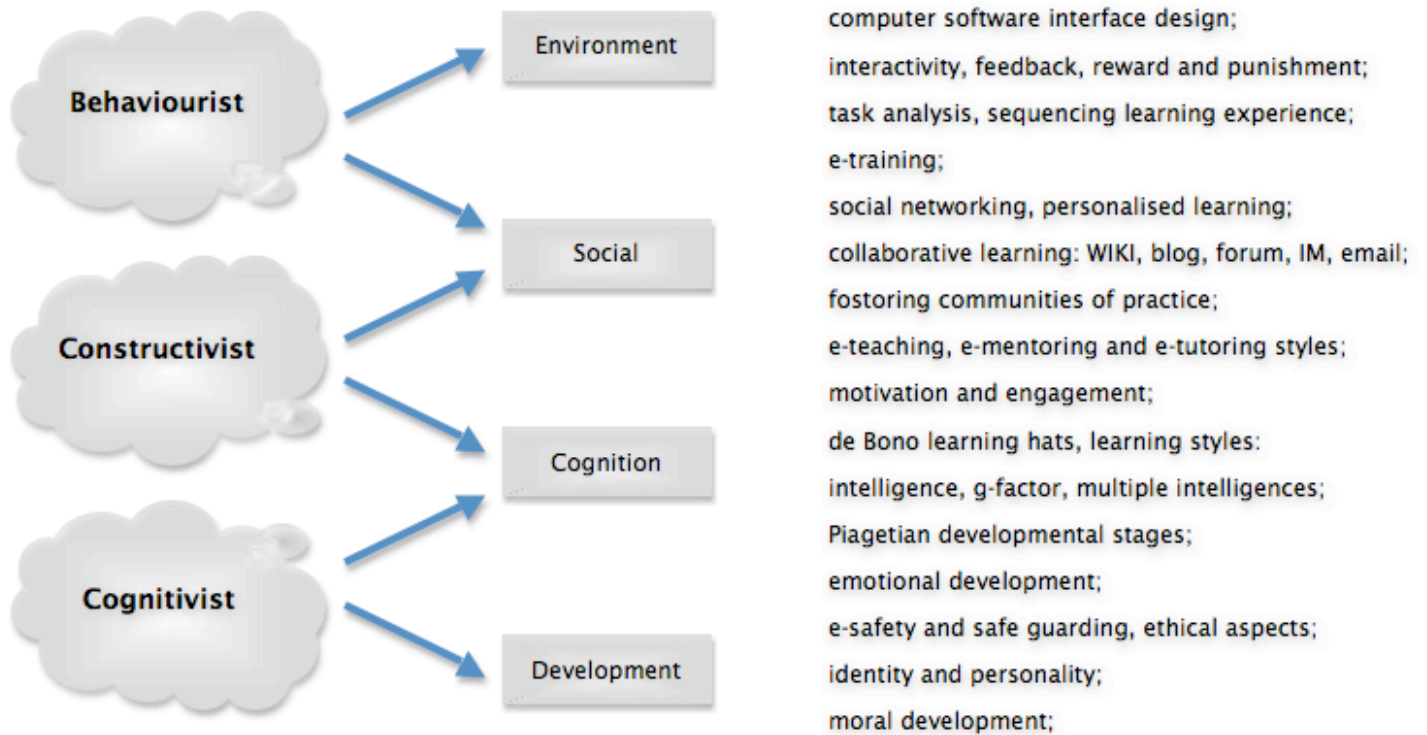 Behaviourist
Constructivist
Cognitivist
Environment
Social
Cognition
Development
computer software interface design;
interactivity, feedback, reward and punishment;
task analysis, sequencing learning experience;
e-training;
social networking, personalised learning;
collaborative learning: WIKI, blog, forum, IM, email;
fostoring communities of practice;
e-teaching, e-mentoring and e-tutoring styles;
motivation and engagement;
de Bono learning hats, learning styles:
intelligence, g-factor, multiple intelligences;
Piagetian developmental stages;
emotional development;
e-safety and safe guarding, ethical aspects;
identity and personality;
moral development;